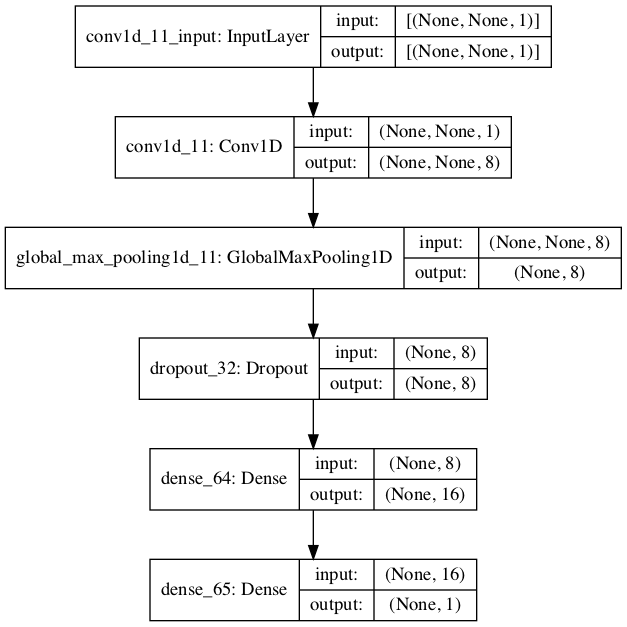 conv1d_11_input: InputLayer
input: [(None, None, 1)]
output: [(None, None, 1)]
conv1d_11: Conv1D
input: (None, None, 1)
output: (None, None, 8)
global_max_pooling1d_11: GlobalMaxPooling1D
input: (None, None, 8)
output: (None, 8)
dropout_32: Dropout
input: (None, 8)
output: (None, 8)
dense_64: Dense
input: (None, 8)
output: (None, 16)
dense_65: Dense
input: (None, 16)
output: (None, 1)